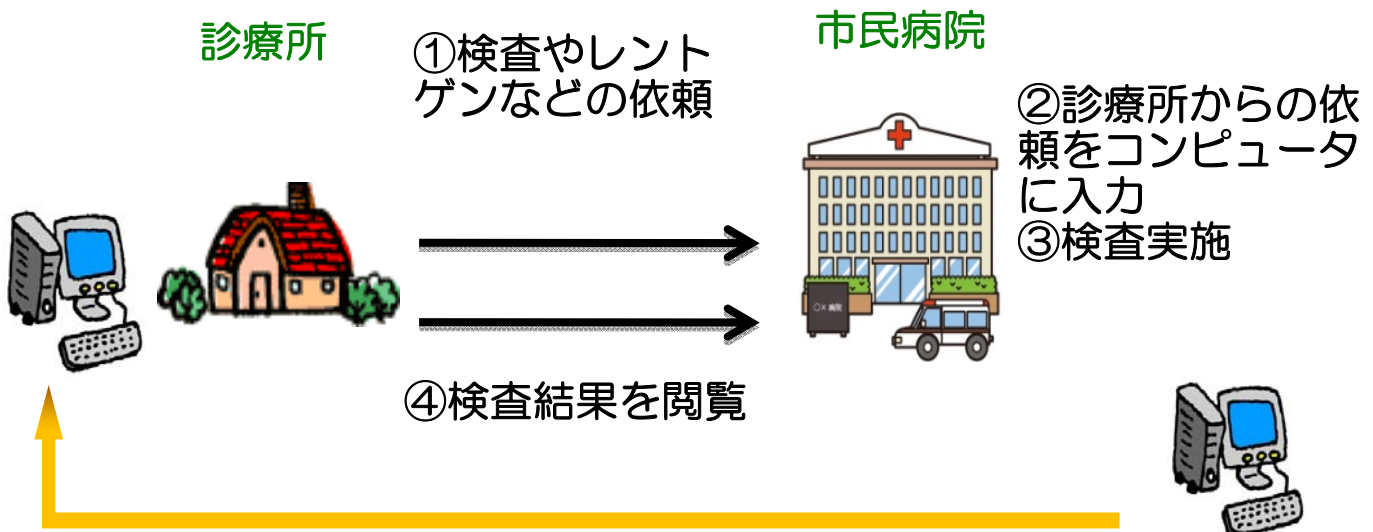 診療所
①検査やレント
ゲンなどの依頼
市民病院
②診療所からの依
頼をコンピュータ
に入力
③検査実施
○×病院
④検査結果を閲覧